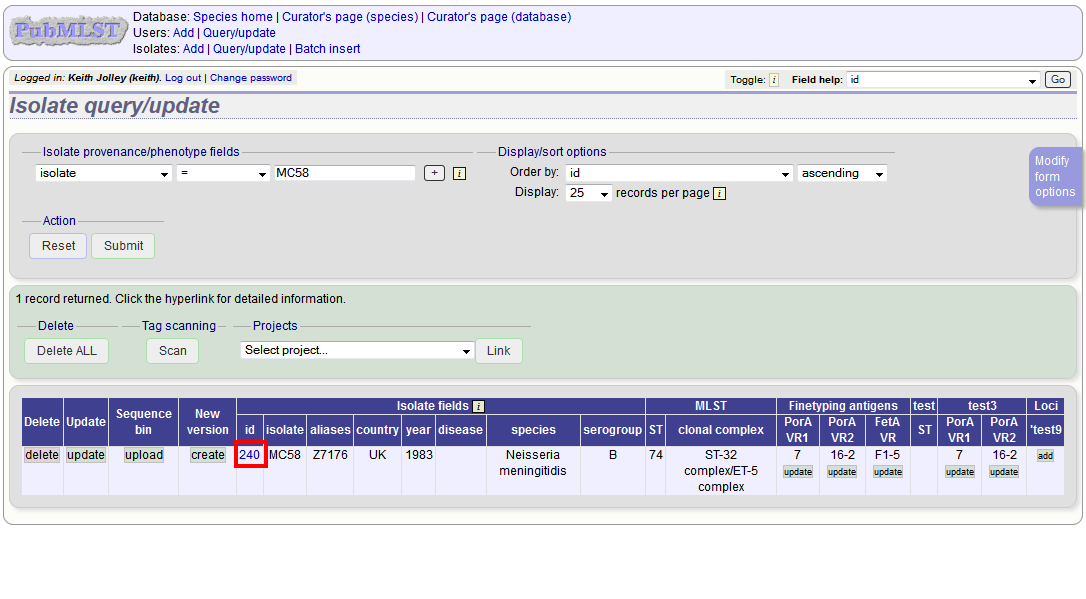 PubMLST
Database: Species home | Curator's page (species) | Curator's page (database)
Users: Add | Query/update
Isolates: Add | Query/update | Batch insert
Logged in: Keith Jolley (keith). Log out | Change password
Toggle: i Field help: id Go
Isolate query/update
Isolate provenance/phenotype fields
isolate = MC58 + i
Display/sort options
Order by: id ascending
Display: 25 records per page i
Modify
form
options
Action
Reset Submit
1 record returned. Click the hyperlink for detailed information.
Delete Tag scanning Projects
Delete ALL Scan Select project... Link
Delete Update Sequence bin New version Isolate fields i MLST Finetyping antigens test test3 Loci
id isolate aliases country year disease species serogroup ST clonal complex PorA VR1 PorA VR2 FetA VR ST PorA VR1 PorA VR2 'test9
delete update upload create 240 MC58 Z7176 UK 1983 Neisseria meningitidis B 74 ST-32 complex/ET-5 complex 7 update 16-2 update F1-5 update 7 update 16-2 update add